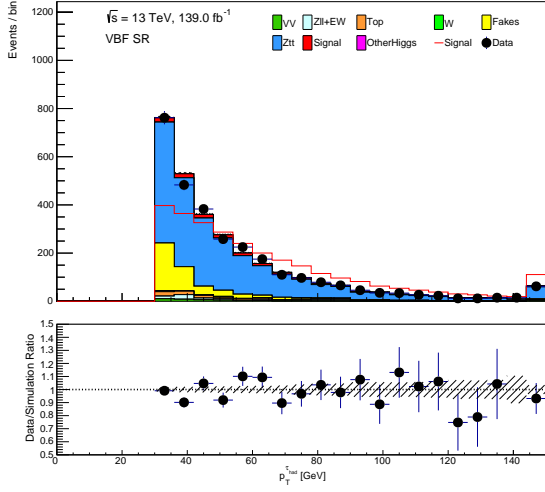 √s = 13 TeV, 139.0 fb⁻¹
VBF SR
VV Zll+EW Top W Fakes
Ztt Signal OtherHiggs Signal Data
Events / bin
1200
1000
800
600
400
200
0
Data/Simulation Ratio
1.5
1.4
1.3
1.2
1.1
1
0.9
0.8
0.7
0.6
0.5
0 20 40 60 80 100 120 140
p_T^{τ_had} [GeV]